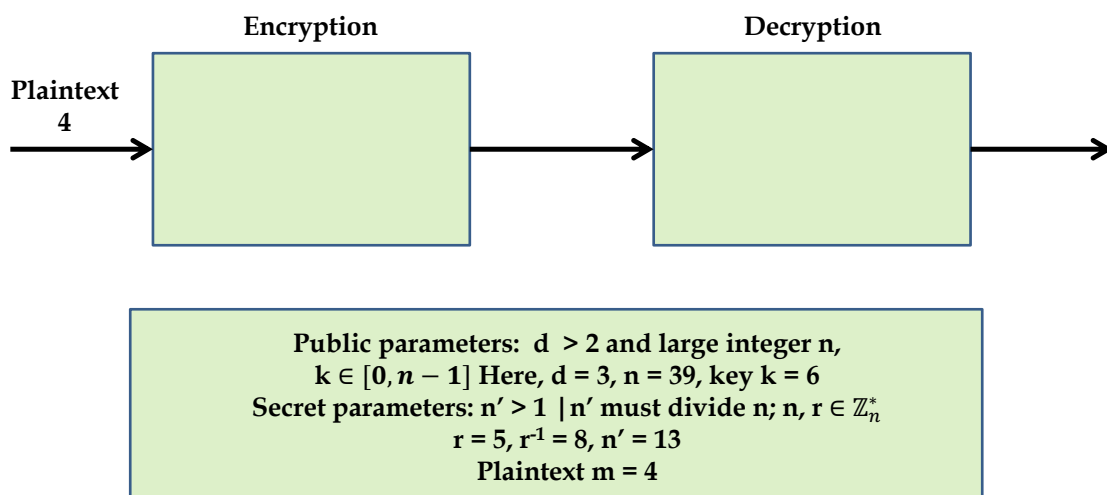 Encryption
Decryption
Plaintext
4
Public parameters: d > 2 and large integer n,
k ∈ [0, n − 1] Here, d = 3, n = 39, key k = 6
Secret parameters: n’ > 1 | n’ must divide n; n, r ∈ ℤₙ*
r = 5, r⁻¹ = 8, n’ = 13
Plaintext m = 4